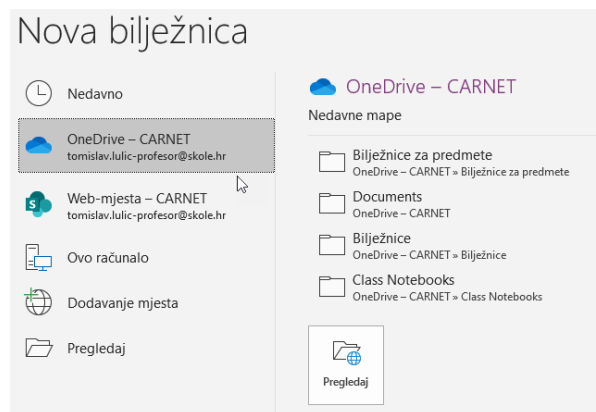 Nova bilježnica
Nedavno
OneDrive – CARNET
tomislav.lulic-profesor@skole.hr
Web-mjesta – CARNET
tomislav.lulic-profesor@skole.hr
Ovo računalo
Dodavanje mjesta
Pregledaj
OneDrive – CARNET
Nedavne mape
Bilježnice za predmete
OneDrive – CARNET » Bilježnice za predmete
Documents
OneDrive – CARNET
Bilježnice
OneDrive – CARNET » Bilježnice
Class Notebooks
OneDrive – CARNET » Class Notebooks
Pregledaj